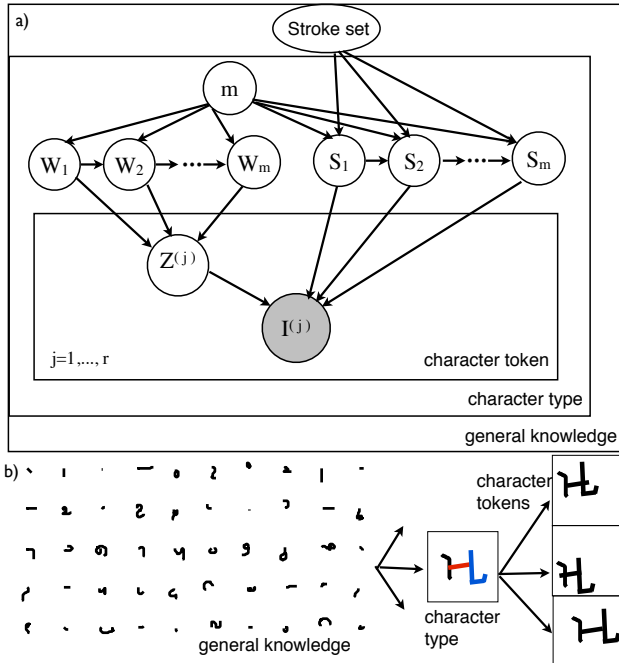 a)
Stroke set
m
W1 W2 Wm S1 S2 Sm
Z(j)
I(j)
j=1,..., r
character token
character type
general knowledge
b)
character
tokens
character
type
general knowledge